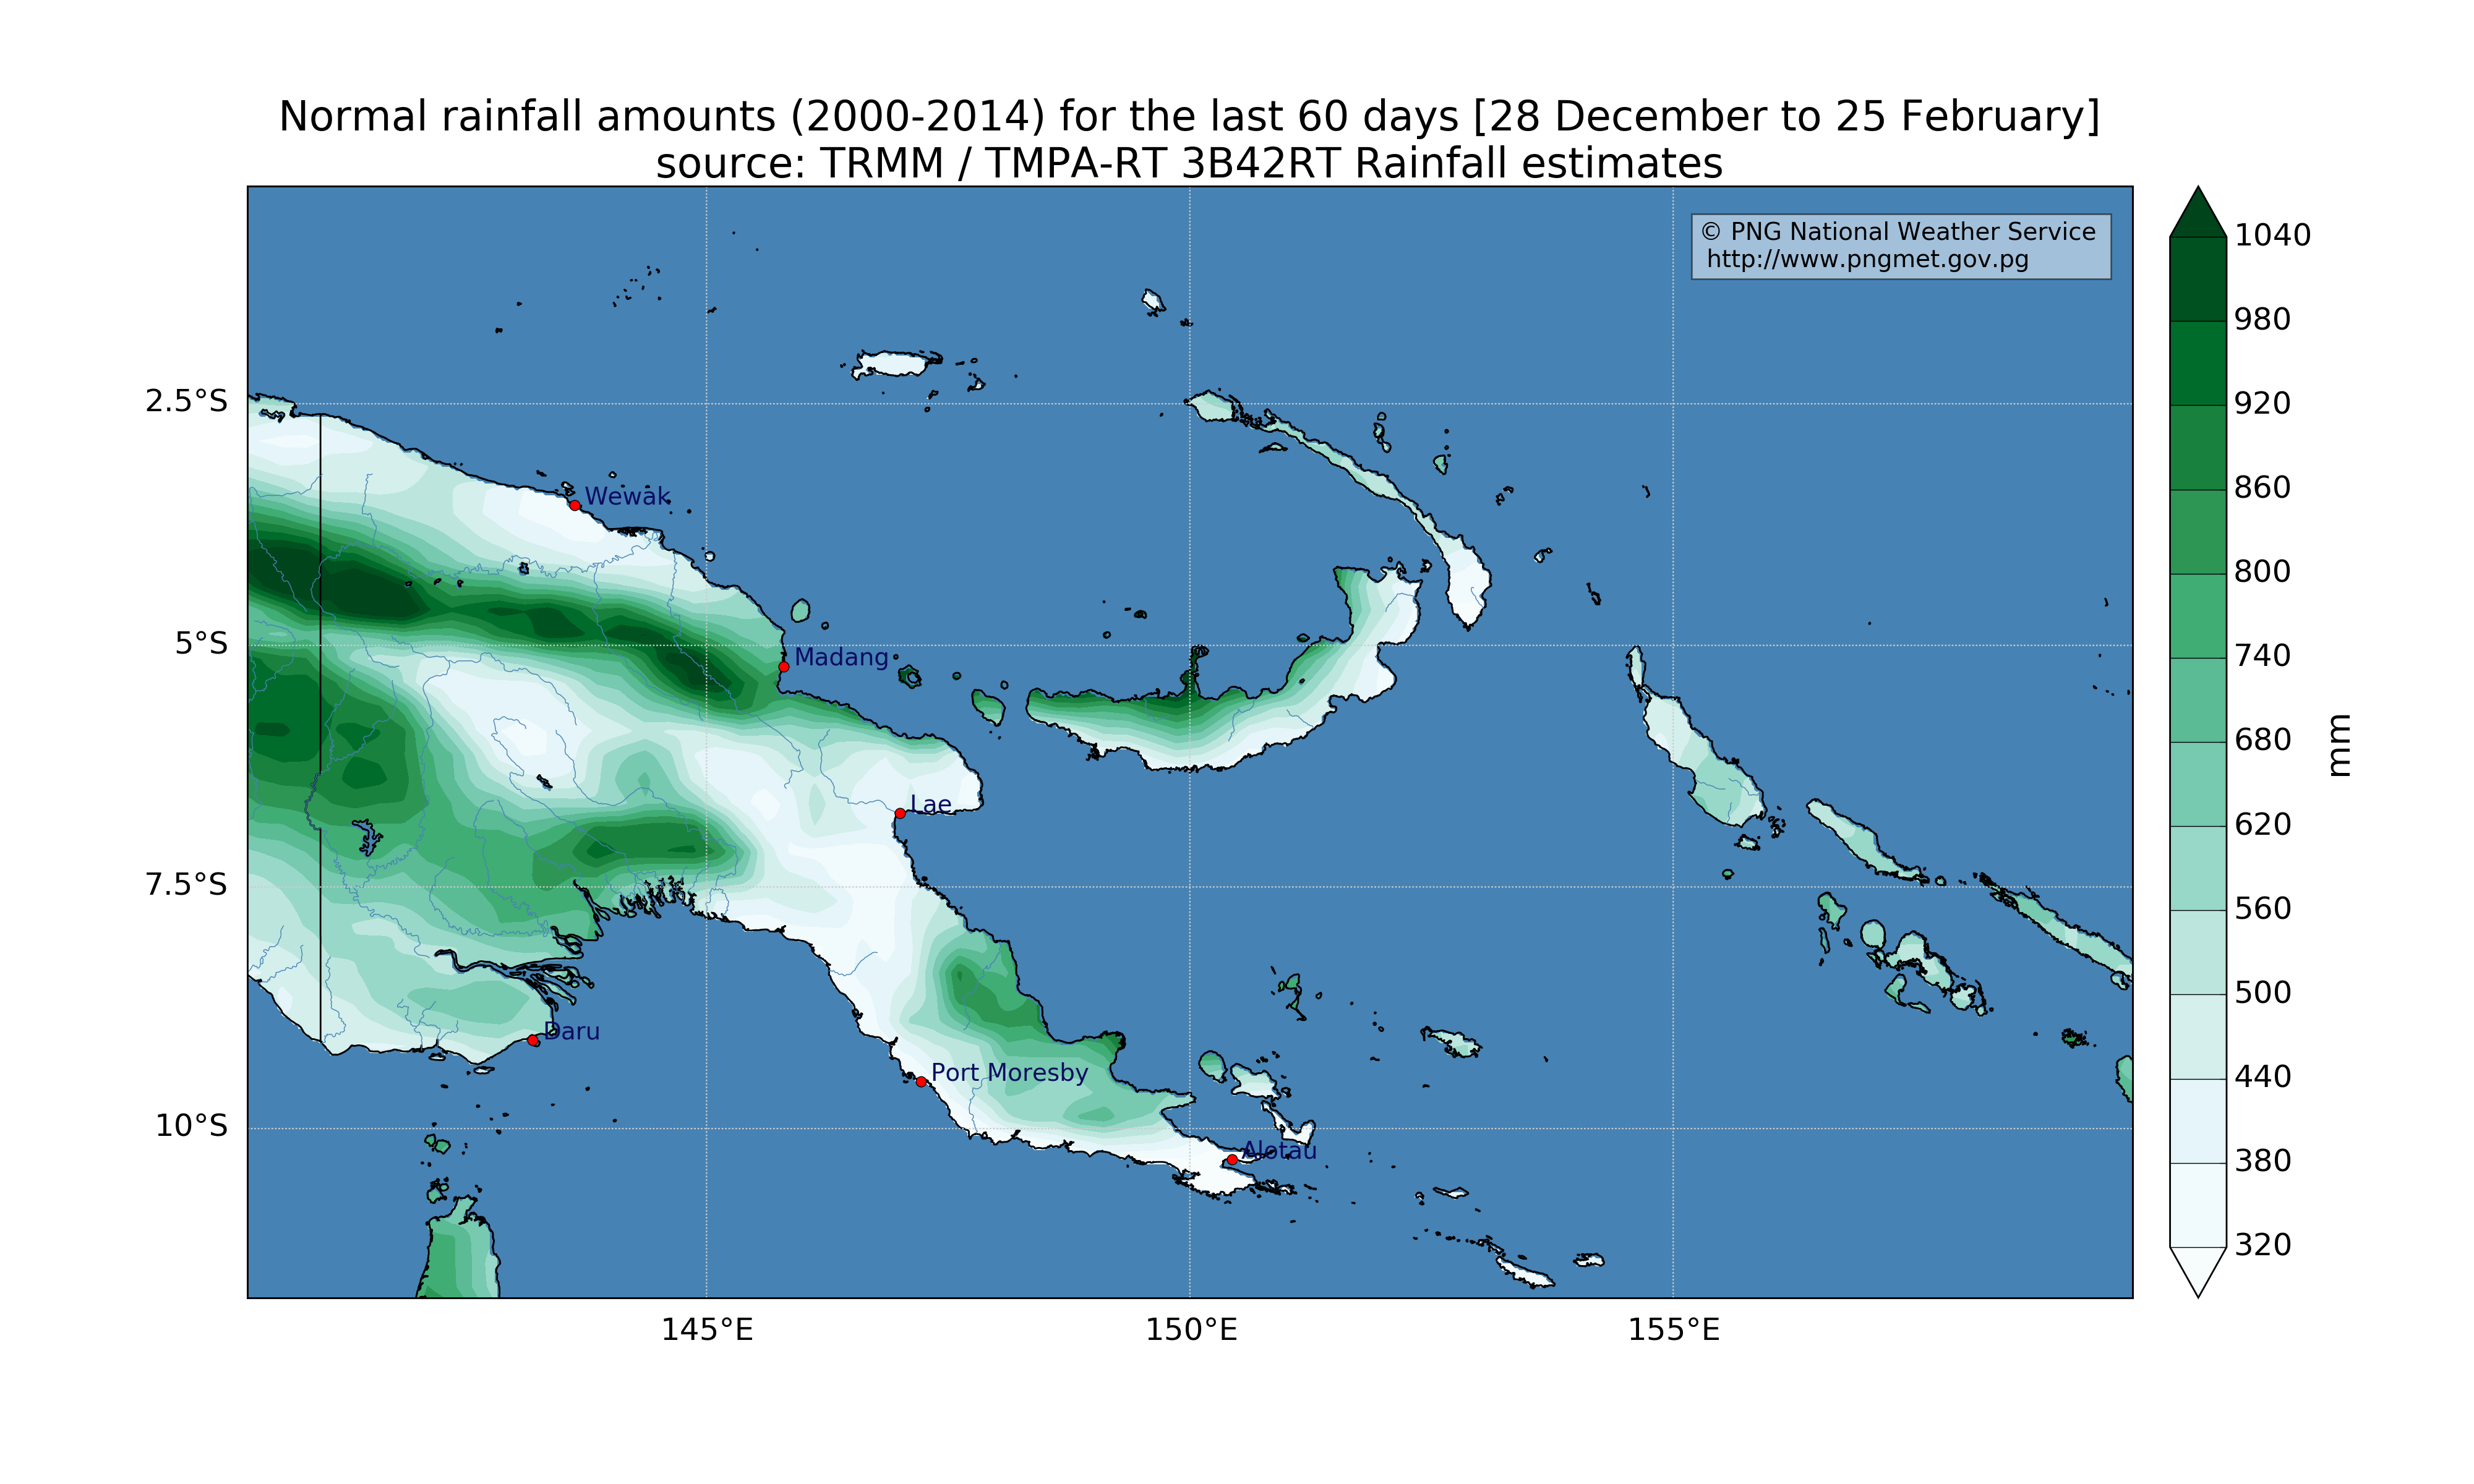 Normal rainfall amounts (2000-2014) for the last 60 days [28 December to 25 February]
source: TRMM / TMPA-RT 3B42RT Rainfall estimates
© PNG National Weather Service
http://www.pngmet.gov.pg
1040
980
920
860
800
740
680
620
560
500
440
380
320
mm
2.5°S
5°S
7.5°S
10°S
Wewak
Madang
Lae
Daru
Port Moresby
Alotau
145°E
150°E
155°E